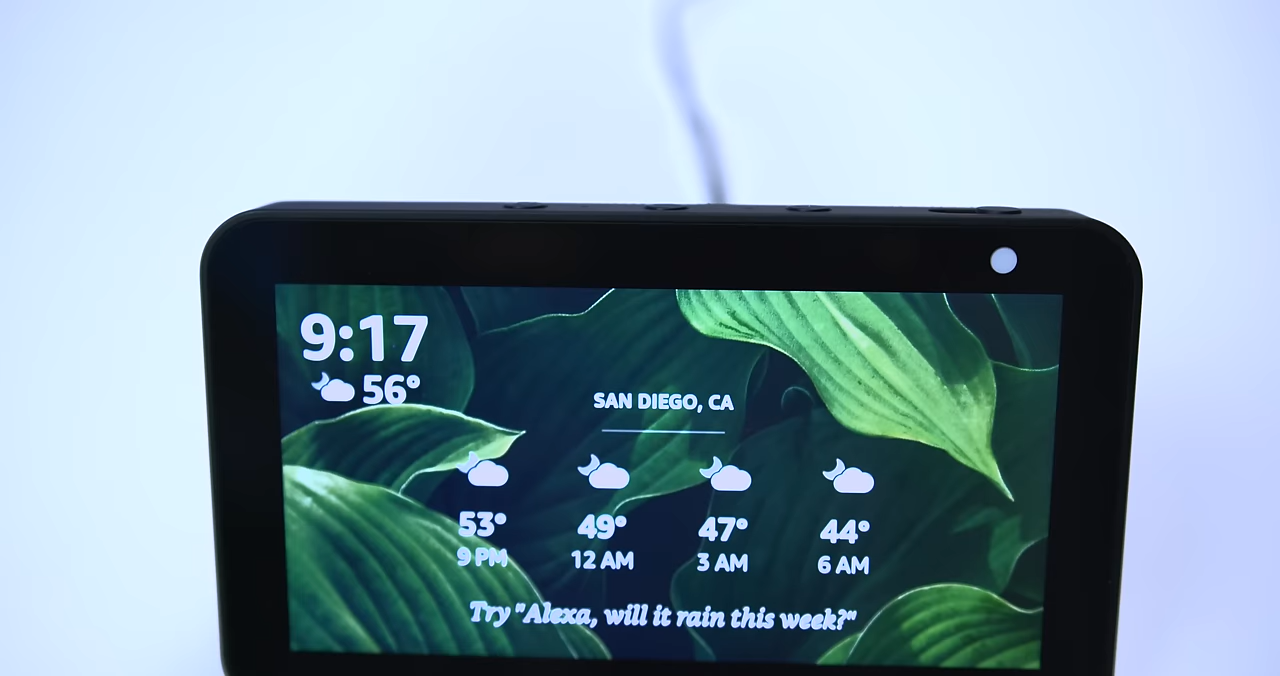 9:17
56°
SAN DIEGO, CA
53° 49° 47° 44°
9 PM 12 AM 3 AM 6 AM
Try "Alexa, will it rain this week?"